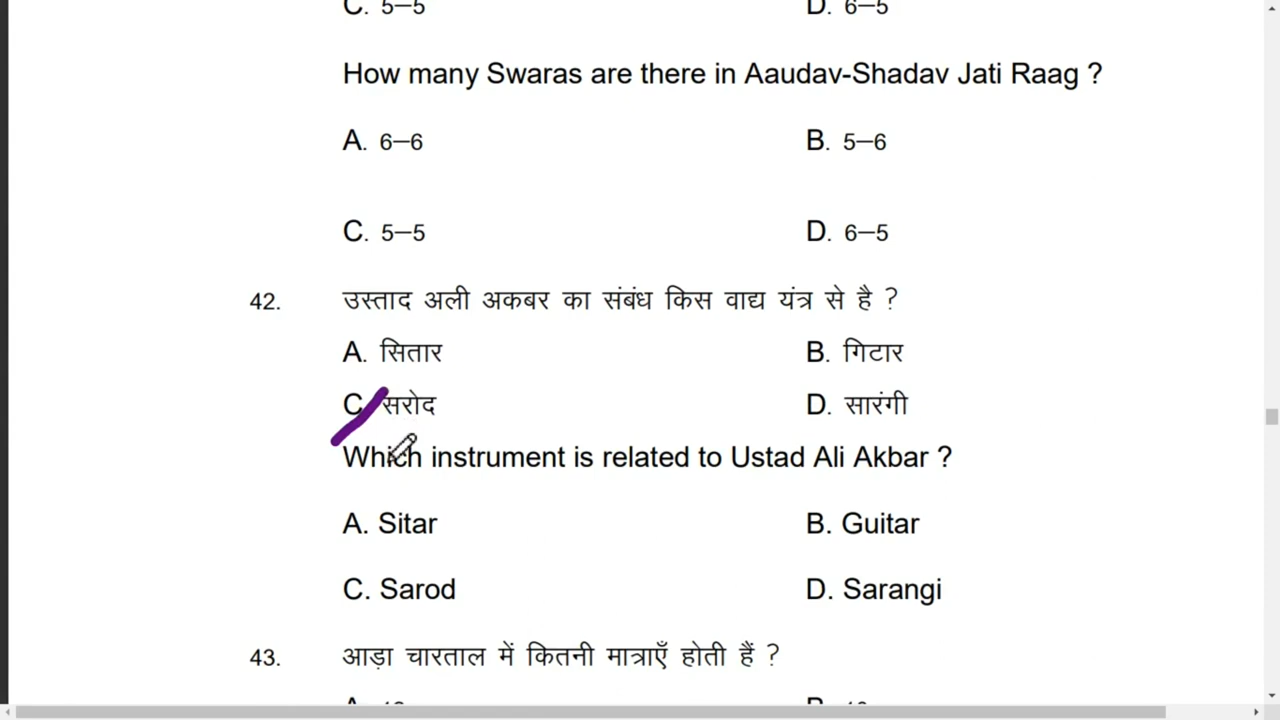 C. 5–5 D. 6–5
How many Swaras are there in Aaudav-Shadav Jati Raag ?
A. 6–6 B. 5–6
C. 5–5 D. 6–5
42. उस्ताद अली अकबर का संबंध किस वाद्य यंत्र से है ?
A. सितार B. गिटार
C. सरोद D. सारंगी
Which instrument is related to Ustad Ali Akbar ?
A. Sitar B. Guitar
C. Sarod D. Sarangi
43. आड़ा चारताल में कितनी मात्राएँ होती हैं ?